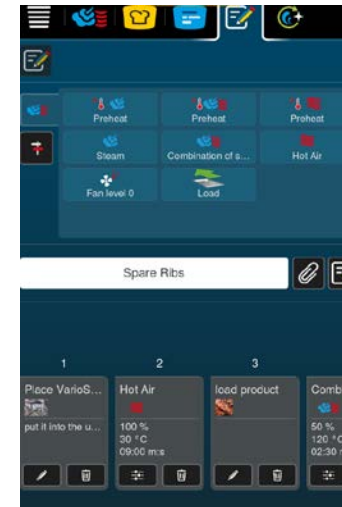 Preheat
Preheat
Preheat
Steam
Combination of s...
Hot Air
Fan level 0
Load
Spare Ribs
1
2
3
Place VarioS...
put it into the u...
Hot Air
100 %
30 °C
09:00 m:s
load product
Comb
50 %
120 °C
02:30